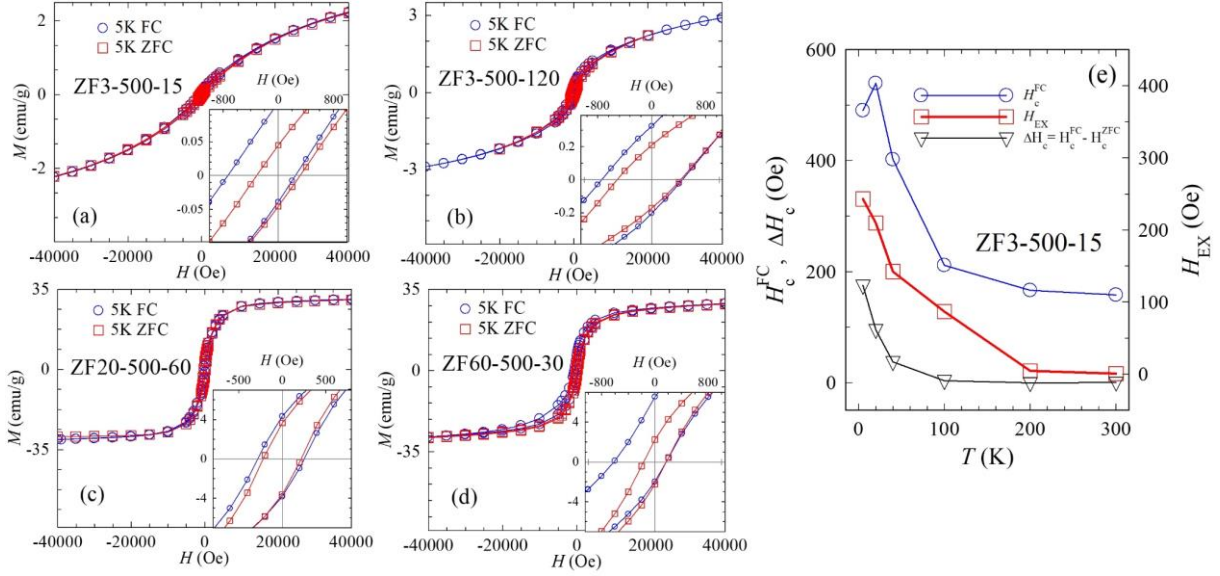 (a)
5K FC
5K ZFC
ZF3-500-15
M (emu/g)
2
0
-2
H (Oe)
-800 0 800
0.05
0
-0.05
-40000 -20000 0 20000 40000
H (Oe)
(b)
5K FC
5K ZFC
ZF3-500-120
M (emu/g)
3
0
-3
H (Oe)
-800 0 800
0.2
0.0
-0.2
-0.4
-40000 -20000 0 20000 40000
H (Oe)
(c)
5K FC
5K ZFC
ZF20-500-60
M (emu/g)
35
0
-35
H (Oe)
-500 0 500
4
0
-4
-40000 -20000 0 20000 40000
H (Oe)
(d)
5K FC
5K ZFC
ZF60-500-30
M (emu/g)
35
0
-35
H (Oe)
-800 0 800
4
0
-4
-40000 -20000 0 20000 40000
H (Oe)
(e)
H_c^FC
H_EX
ΔH_c = H_c^FC - H_c^ZFC
ZF3-500-15
H_c^FC, ΔH_c (Oe)
600
400
200
0
H_EX (Oe)
400
300
200
100
0
0 100 200 300
T (K)